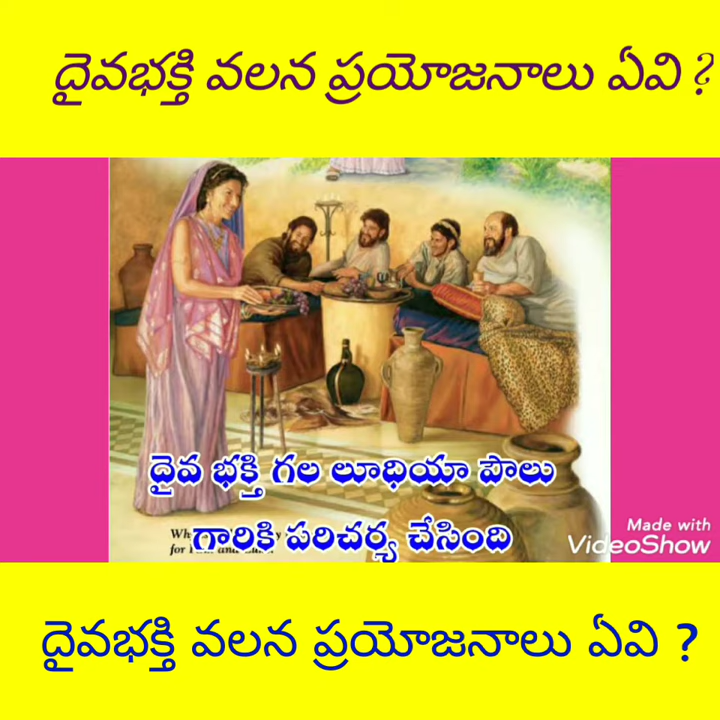 దైవభక్తి వలన ప్రయోజనాలు ఏవి ?
దైవ భక్తి గల లూధియా పౌలు
గారికి పరిచర్య చేసింది
Made with
VideoShow
దైవభక్తి వలన ప్రయోజనాలు ఏవి ?